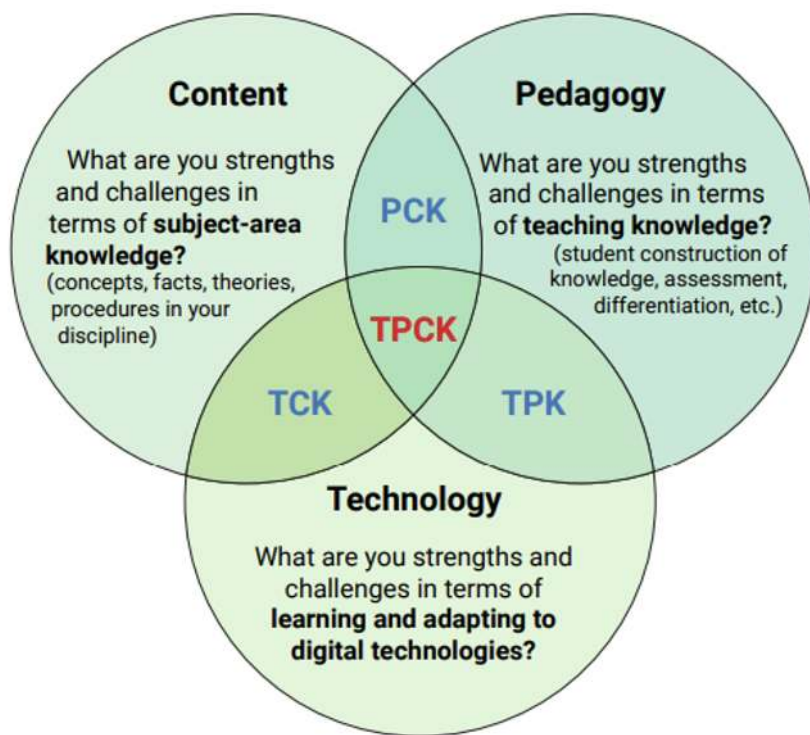 Content
What are you strengths
and challenges in
terms of subject-area
knowledge?
(concepts, facts, theories,
procedures in your
discipline)
Pedagogy
What are you strengths
and challenges in terms
of teaching knowledge?
(student construction of
knowledge, assessment,
differentiation, etc.)
PCK
TPCK
TCK
TPK
Technology
What are you strengths and
challenges in terms of
learning and adapting to
digital technologies?